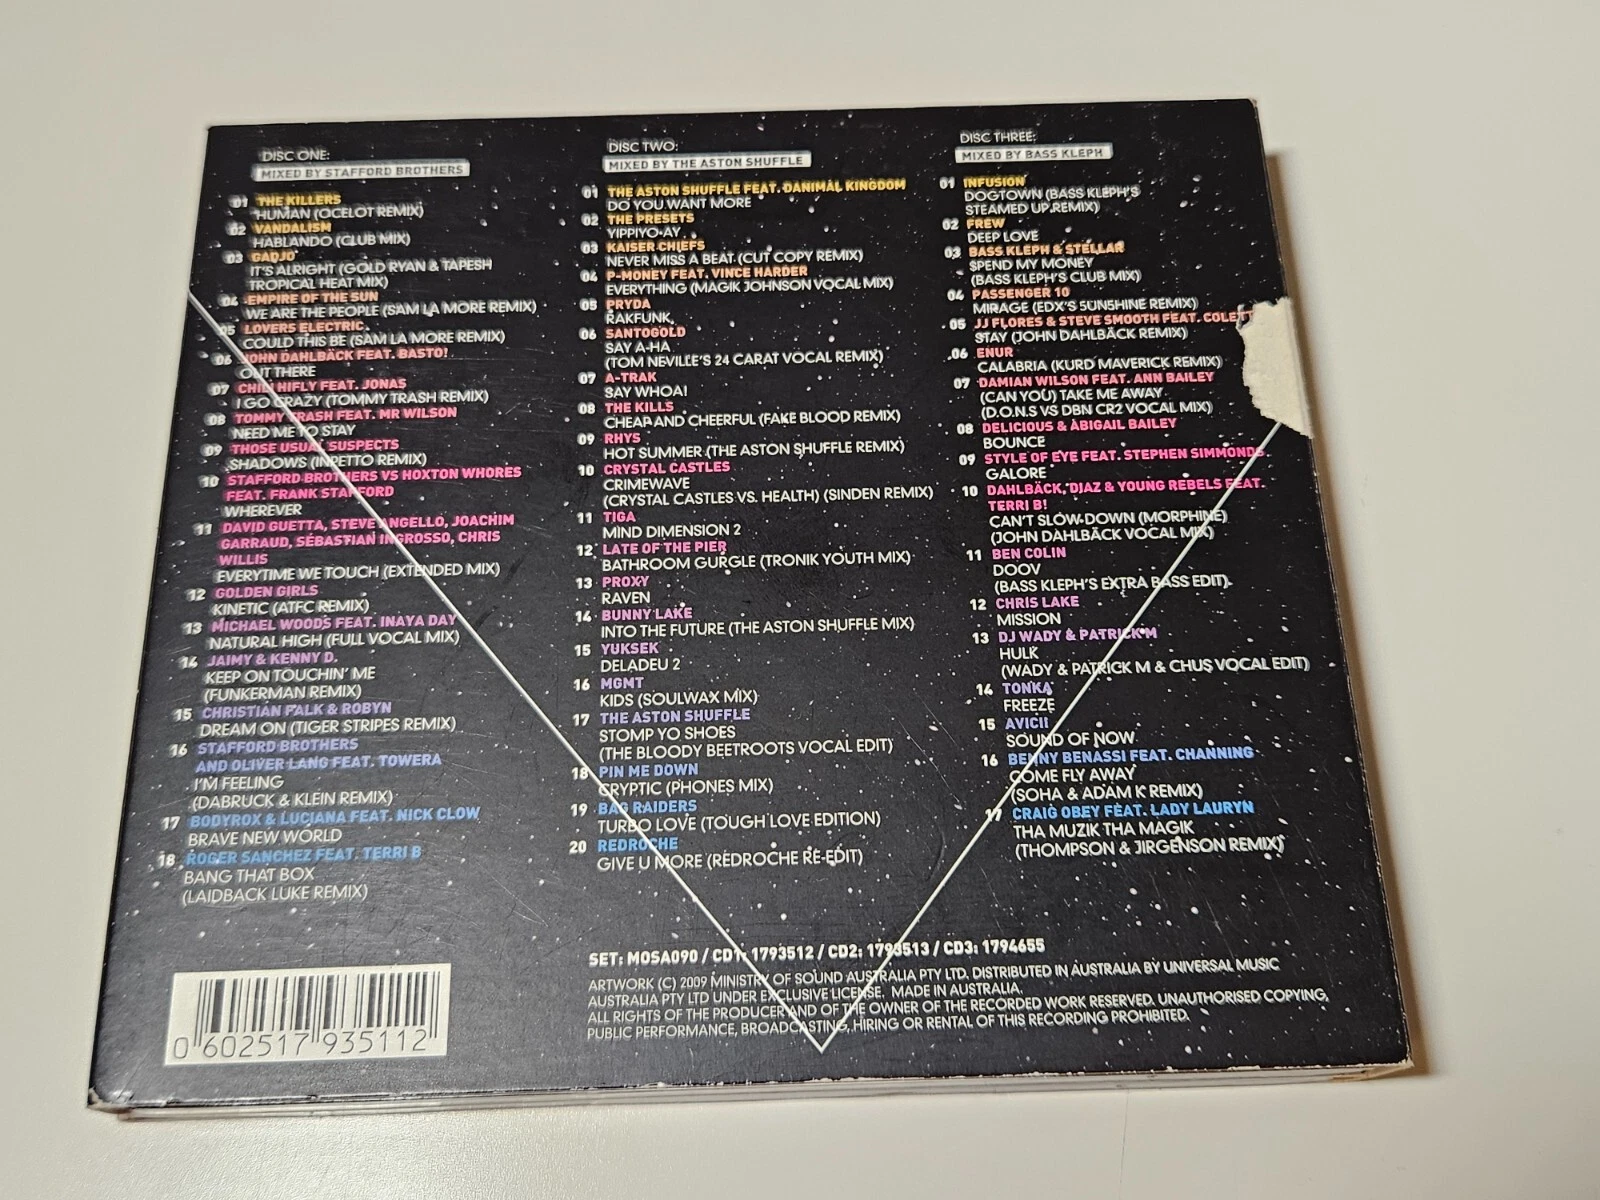 DISC ONE:
MIXED BY STAFFORD BROTHERS
01 THE KILLERS
HUMAN (OCELOT REMIX)
02 VANDALISM
HABLANDO (CLUB MIX)
03 GADJO
IT'S ALRIGHT (GOLD RYAN & TAPESH
TROPICAL HEAT MIX)
04 EMPIRE OF THE SUN
WE ARE THE PEOPLE (SAM LA MORE REMIX)
05 LOVERS ELECTRIC
COULD THIS BE (SAM LA MORE REMIX)
06 JOHN DAHLBÄCK FEAT. BASTO!
OUT THERE
07 CHILI HIFLY FEAT. JONAS
I GO CRAZY (TOMMY TRASH REMIX)
08 TOMMY TRASH FEAT. MR WILSON
NEED ME TO STAY
09 THOSE USUAL SUSPECTS
SHADOWS (INPETTO REMIX)
10 STAFFORD BROTHERS VS HOXTON WHORES
FEAT. FRANK STAFFORD
WHEREVER
11 DAVID GUETTA, STEVE ANGELLO, JOACHIM
GARRAUD, SÉBASTIAN INGROSSO, CHRIS
WILLIS
EVERYTIME WE TOUCH (EXTENDED MIX)
12 GOLDEN GIRLS
KINETIC (ATFC REMIX)
13 MICHAEL WOODS FEAT. INAYA DAY
NATURAL HIGH (FULL VOCAL MIX)
14 JAIMY & KENNY D.
KEEP ON TOUCHIN' ME
(FUNKERMAN REMIX)
15 CHRISTIAN FALK & ROBYN
DREAM ON (TIGER STRIPES REMIX)
16 STAFFORD BROTHERS
AND OLIVER LANG FEAT. TOWERA
I'M FEELING
(DABRUCK & KLEIN REMIX)
17 BODYROX & LUCIANA FEAT. NICK CLOW
BRAVE NEW WORLD
18 ROGER SANCHEZ FEAT. TERRI B
BANG THAT BOX
(LAIDBACK LUKE REMIX)
DISC TWO:
MIXED BY THE ASTON SHUFFLE
01 THE ASTON SHUFFLE FEAT. DANIMAL KINGDOM
DO YOU WANT MORE
02 THE PRESETS
YIPPIYO-AY
03 KAISER CHIEFS
NEVER MISS A BEAT (CUT COPY REMIX)
04 P-MONEY FEAT. VINCE HARDER
EVERYTHING (MAGIK JOHNSON VOCAL MIX)
05 PRYDA
RAKFUNK
06 SANTOGOLD
SAY A-HA
(TOM NEVILLE'S 24 CARAT VOCAL REMIX)
07 A-TRAK
SAY WHOA!
08 THE KILLS
CHEAP AND CHEERFUL (FAKE BLOOD REMIX)
09 RHYS
HOT SUMMER (THE ASTON SHUFFLE REMIX)
10 CRYSTAL CASTLES
CRIMEWAVE
(CRYSTAL CASTLES VS. HEALTH) (SINDEN REMIX)
11 TIGA
MIND DIMENSION 2
12 LATE OF THE PIER
BATHROOM GURGLE (TRONIK YOUTH MIX)
13 PROXY
RAVEN
14 BUNNY LAKE
INTO THE FUTURE (THE ASTON SHUFFLE MIX)
15 YUKSEK
DELADEU 2
16 MGMT
KIDS (SOULWAX MIX)
17 THE ASTON SHUFFLE
STOMP YO SHOES
(THE BLOODY BEETROOTS VOCAL EDIT)
18 PIN ME DOWN
CRYPTIC (PHONES MIX)
19 BAG RAIDERS
TURBO LOVE (TOUGH LOVE EDITION)
20 REDROCHE
GIVE U MORE (REDROCHE RE-EDIT)
DISC THREE:
MIXED BY BASS KLEPH
01 INFUSION
DOGTOWN (BASS KLEPH'S
STEAMED UP REMIX)
02 FREW
DEEP LOVE
03 BASS KLEPH & STELLAR
SPEND MY MONEY
(BASS KLEPH'S CLUB MIX)
04 PASSENGER 10
MIRAGE (EDX'S 5UN5HINE REMIX)
05 JJ FLORES & STEVE SMOOTH FEAT. COLETT
STAY (JOHN DAHLBÄCK REMIX)
06 ENUR
CALABRIA (KURD MAVERICK REMIX)
07 DAMIAN WILSON FEAT. ANN BAILEY
(CAN YOU) TAKE ME AWAY
(D.O.N.S VS DBN CR2 VOCAL MIX)
08 DELICIOUS & ABIGAIL BAILEY
BOUNCE
09 STYLE OF EYE FEAT. STEPHEN SIMMONDS
GALORE
10 DAHLBÄCK, DJAZ & YOUNG REBELS FEAT.
TERRI B!
CAN'T SLOW DOWN (MORPHINE)
(JOHN DAHLBÄCK VOCAL MIX)
11 BEN COLIN
DOOV
(BASS KLEPH'S EXTRA BASS EDIT)
12 CHRIS LAKE
MISSION
13 DJ WADY & PATRICK M
HULK
(WADY & PATRICK M & CHUS VOCAL EDIT)
14 TONKA
FREEZE
15 AVICII
SOUND OF NOW
16 BENNY BENASSI FEAT. CHANNING
COME FLY AWAY
(SOHA & ADAM K REMIX)
17 CRAIG OBEY FEAT. LADY LAURYN
THA MUZIK THA MAGIK
(THOMPSON & JIRGENSON REMIX)
SET: MOSA090 / CD1: 1793512 / CD2: 1793513 / CD3: 1794655
ARTWORK (C) 2009 MINISTRY OF SOUND AUSTRALIA PTY LTD. DISTRIBUTED IN AUSTRALIA BY UNIVERSAL MUSIC
AUSTRALIA PTY LTD UNDER EXCLUSIVE LICENSE. MADE IN AUSTRALIA.
ALL RIGHTS OF THE PRODUCER AND OF THE OWNER OF THE RECORDED WORK RESERVED. UNAUTHORISED COPYING,
PUBLIC PERFORMANCE, BROADCASTING, HIRING OR RENTAL OF THIS RECORDING PROHIBITED.
0 602517 935112